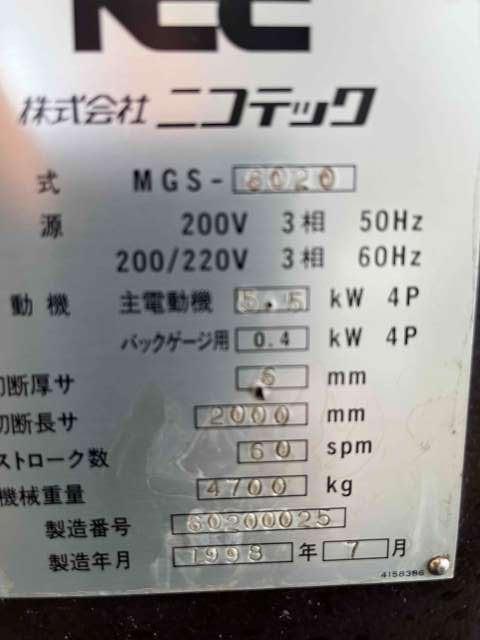 NCC
株式会社 ニコテック
式 MGS-6020
源 200V 3相 50Hz
200/220V 3相 60Hz
動機 主電動機 5.5 kW 4P
バックゲージ用 0.4 kW 4P
切断厚サ 6 mm
切断長サ 2000 mm
ストローク数 60 spm
機械重量 4700 kg
製造番号 60200025
製造年月 1998 年 7 月
4158386